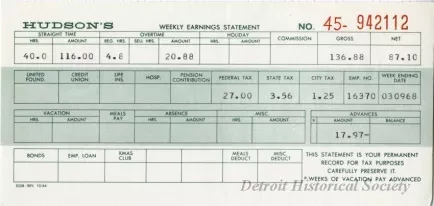 HUDSON'S WEEKLY EARNINGS STATEMENT NO. 45- 942112
STRAIGHT TIME OVERTIME HOLIDAY COMMISSION GROSS NET
HRS. AMOUNT REG. HRS. SPJ. HRS. AMOUNT HRS. AMOUNT
40.0 116.00 4.8 20.88 136.88 87.10
UNITED FOUND. CREDIT UNION LIFE INS. HOSP. PENSION CONTRIBUTION FEDERAL TAX STATE TAX CITY TAX EMP. NO. WEEK ENDING DATE
27.00 3.56 1.25 16370 030968
VACATION MEALS PAY ABSENCE MISC. ADVANCES
HRS. AMOUNT HRS. AMOUNT HRS. AMOUNT * AMOUNT BALANCE
17.97-
BONDS EMP. LOAN XMAS CLUB MEALS DEDUCT MISC. DEDUCT THIS STATEMENT IS YOUR PERMANENT
RECORD FOR TAX PURPOSES
CAREFULLY PRESERVE IT.
*WEEKS OF VACATION PAY ADVANCED
Detroit Historical Society